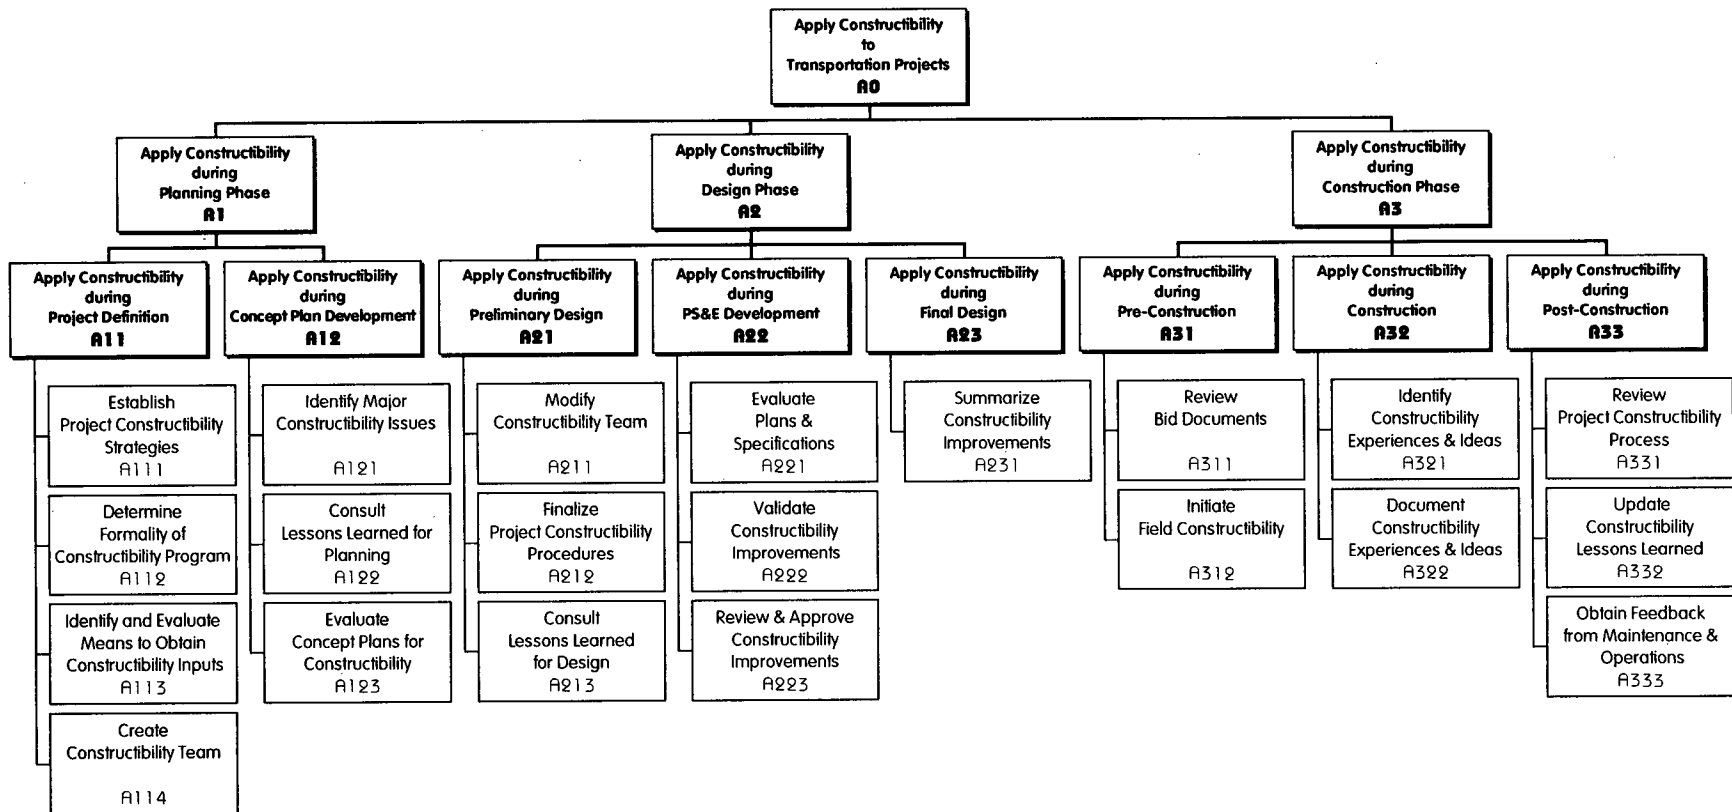 Apply Constructibility
to
Transportation Projects
A0
Apply Constructibility
during
Planning Phase
A1
Apply Constructibility
during
Design Phase
A2
Apply Constructibility
during
Construction Phase
A3
Apply Constructibility
during
Project Definition
A11
Apply Constructibility
during
Concept Plan Development
A12
Apply Constructibility
during
Preliminary Design
A21
Apply Constructibility
during
PS&E Development
A22
Apply Constructibility
during
Final Design
A23
Apply Constructibility
during
Pre-Construction
A31
Apply Constructibility
during
Construction
A32
Apply Constructibility
during
Post-Construction
A33
Establish
Project Constructibility
Strategies
A111
Determine
Formality of
Constructibility Program
A112
Identify and Evaluate
Means to Obtain
Constructibility Inputs
A113
Create
Constructibility Team
A114
Identify Major
Constructibility Issues
A121
Consult
Lessons Learned for
Planning
A122
Evaluate
Concept Plans for
Constructibility
A123
Modify
Constructibility Team
A211
Finalize
Project Constructibility
Procedures
A212
Consult
Lessons Learned
for Design
A213
Evaluate
Plans &
Specifications
A221
Validate
Constructibility
Improvements
A222
Review & Approve
Constructibility
Improvements
A223
Summarize
Constructibility
Improvements
A231
Review
Bid Documents
A311
Initiate
Field Constructibility
A312
Identify
Constructibility
Experiences & Ideas
A321
Document
Constructibility
Experiences & Ideas
A322
Review
Project Constructibility
Process
A331
Update
Constructibility
Lessons Learned
A332
Obtain Feedback
from Maintenance &
Operations
A333